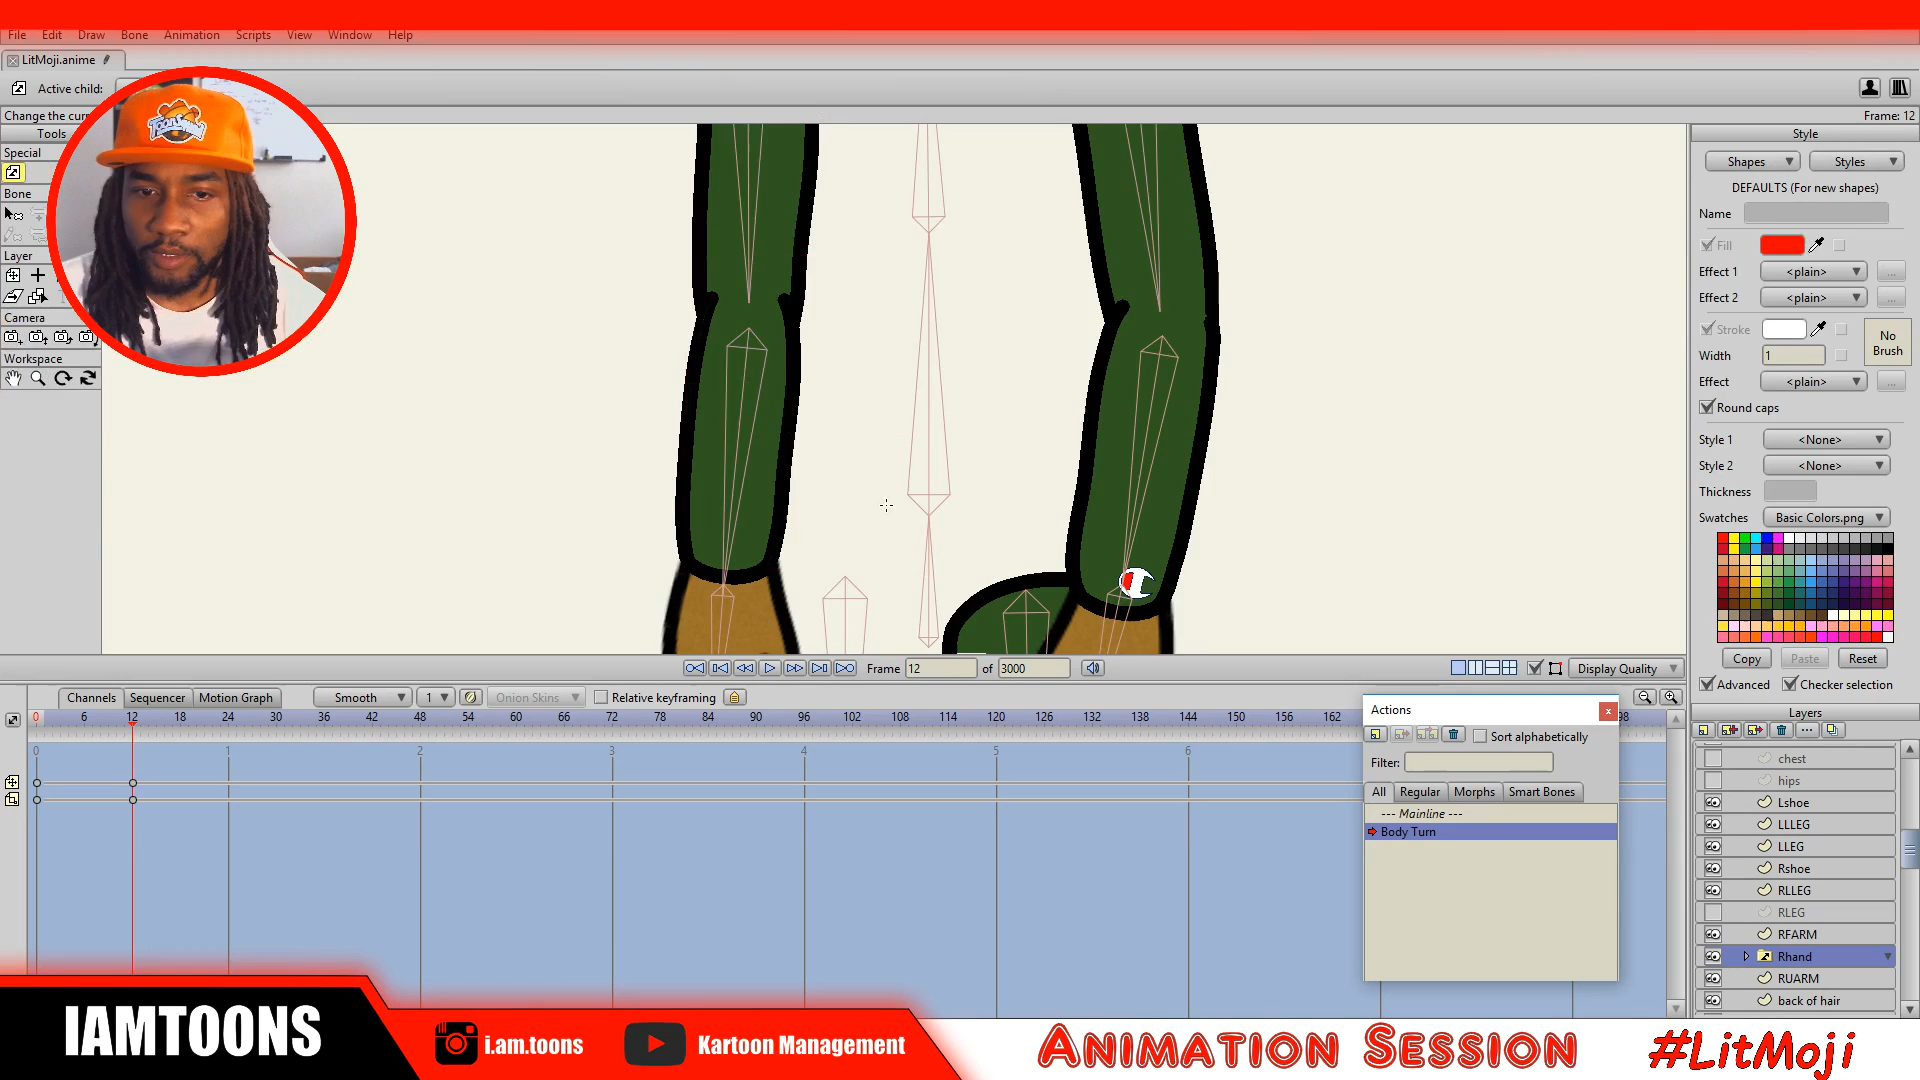 File Edit Draw Bone Animation Scripts View Window Help
LitMoji.anime
Active child:
Change the curr
Frame: 12
Tools
Special
Bone
Layer
Camera
Workspace
Style
Shapes Styles
DEFAULTS (For new shapes)
Name
Fill
Effect 1 <plain> ...
Effect 2 <plain> ...
Stroke
No Brush
Width 1
Effect <plain> ...
Round caps
Style 1 <None>
Style 2 <None>
Thickness
Swatches Basic Colors.png
Copy Paste Reset
Advanced Checker selection
Frame 12 of 3000
Display Quality
Channels Sequencer Motion Graph Smooth 1 Onion Skins Relative keyframing
0 6 12 18 24 30 36 42 48 54 60 66 72 78 84 90 96 102 108 114 120 126 132 138 144 150 156 162 98
0 1 2 3 4 5 6
Actions
Sort alphabetically
Filter:
All Regular Morphs Smart Bones
--- Mainline ---
Body Turn
Layers
chest
hips
Lshoe
LLLEG
LLEG
Rshoe
RLLEG
RLEG
RFARM
Rhand
RUARM
back of hair
IAMTOONS
i.am.toons
Kartoon Management
ANIMATION SESSION
#LitMoji